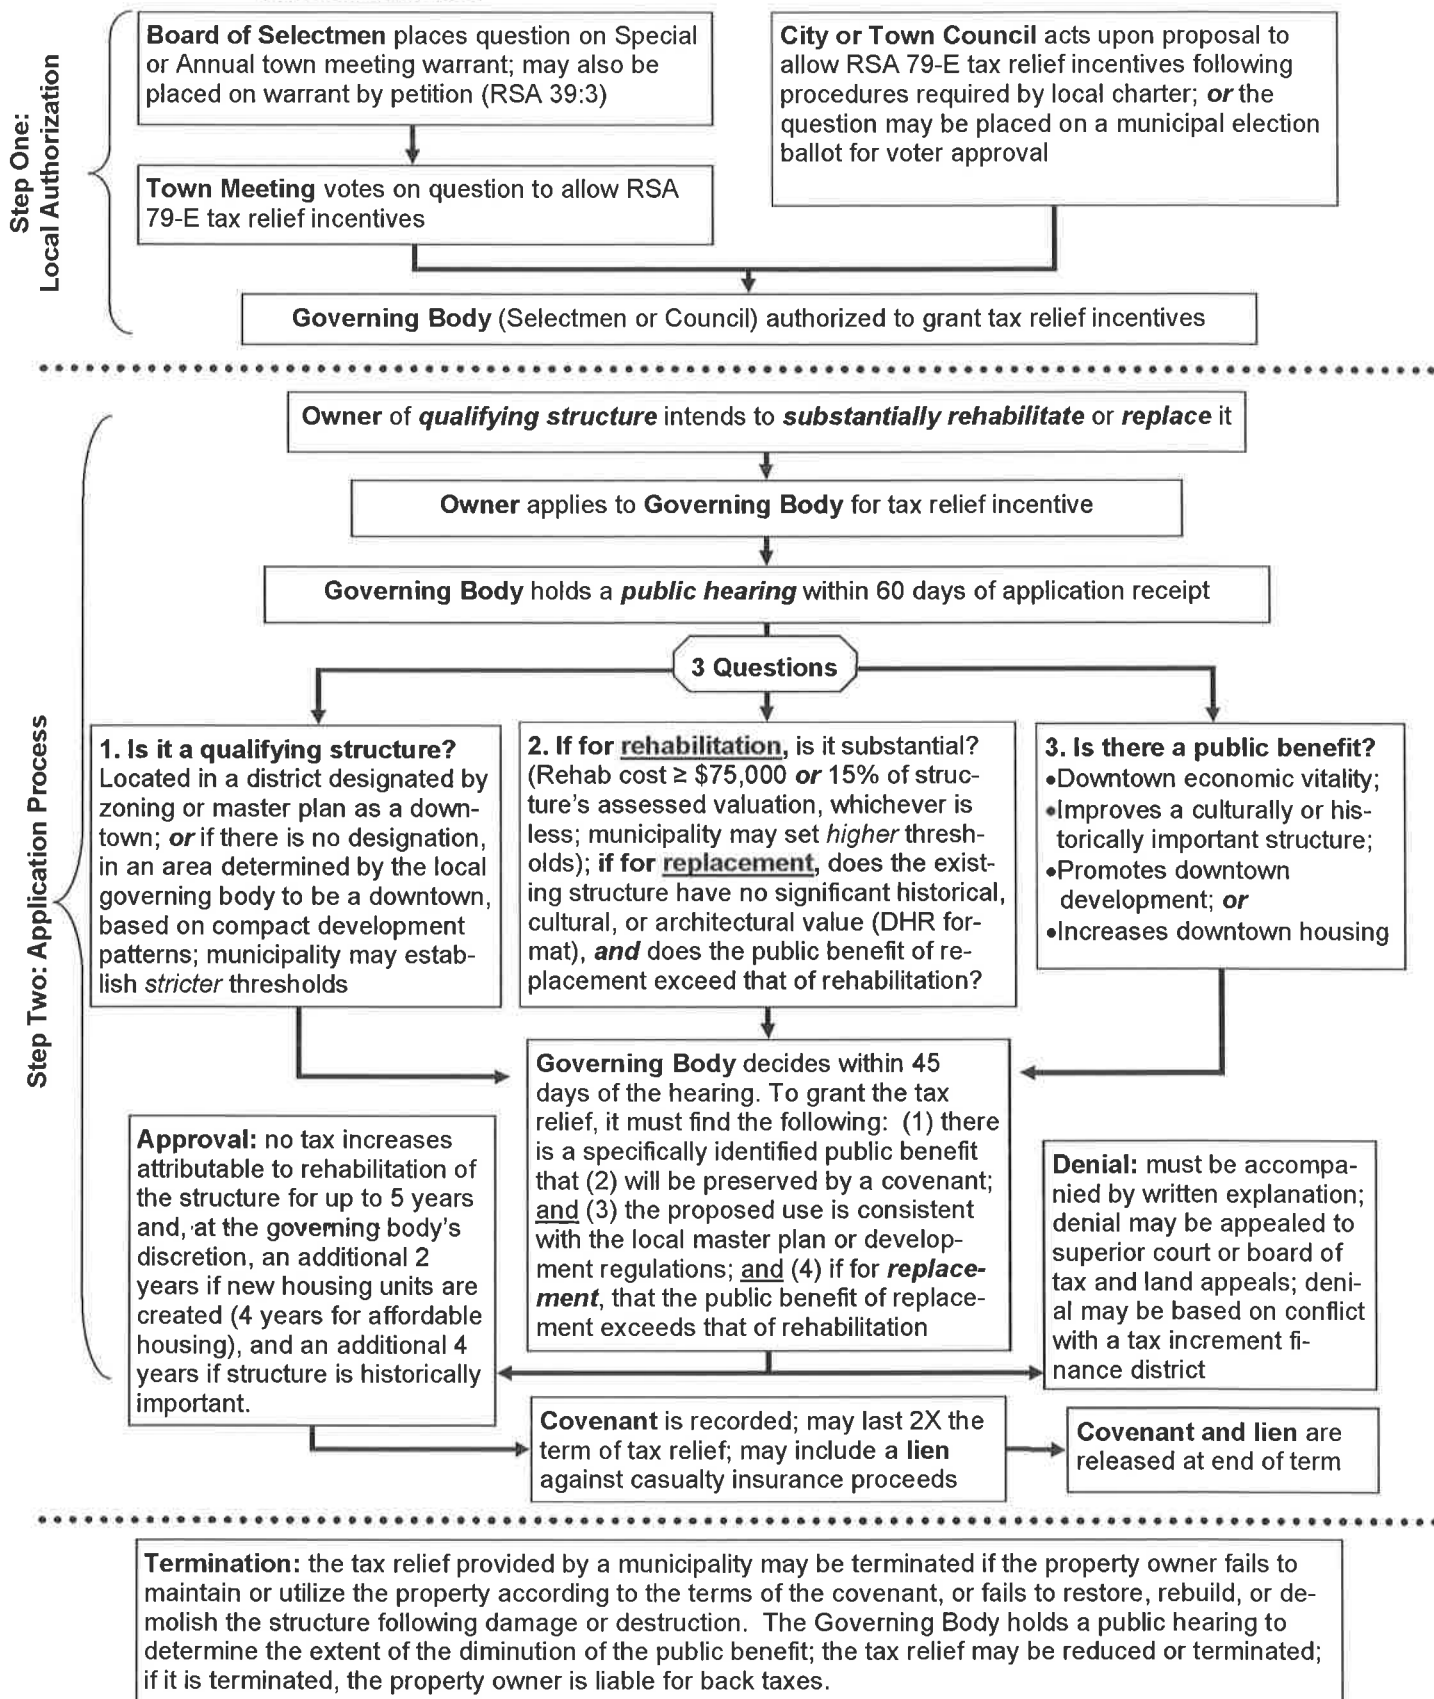 Step One:
Local Authorization
Board of Selectmen places question on Special
or Annual town meeting warrant; may also be
placed on warrant by petition (RSA 39:3)
City or Town Council acts upon proposal to
allow RSA 79-E tax relief incentives following
procedures required by local charter; or the
question may be placed on a municipal election
ballot for voter approval
Town Meeting votes on question to allow RSA
79-E tax relief incentives
Governing Body (Selectmen or Council) authorized to grant tax relief incentives
Step Two: Application Process
Owner of qualifying structure intends to substantially rehabilitate or replace it
Owner applies to Governing Body for tax relief incentive
Governing Body holds a public hearing within 60 days of application receipt
3 Questions
1. Is it a qualifying structure?
Located in a district designated by
zoning or master plan as a down-
town; or if there is no designation,
in an area determined by the local
governing body to be a downtown,
based on compact development
patterns; municipality may estab-
lish stricter thresholds
2. If for rehabilitation, is it substantial?
(Rehab cost ≥ $75,000 or 15% of struc-
ture's assessed valuation, whichever is
less; municipality may set higher thresh-
olds); if for replacement, does the exist-
ing structure have no significant historical,
cultural, or architectural value (DHR for-
mat), and does the public benefit of re-
placement exceed that of rehabilitation?
3. Is there a public benefit?
•Downtown economic vitality;
•Improves a culturally or his-
torically important structure;
•Promotes downtown
development; or
•Increases downtown housing
Governing Body decides within 45
days of the hearing. To grant the tax
relief, it must find the following: (1) there
is a specifically identified public benefit
that (2) will be preserved by a covenant;
and (3) the proposed use is consistent
with the local master plan or develop-
ment regulations; and (4) if for replace-
ment, that the public benefit of replace-
ment exceeds that of rehabilitation
Approval: no tax increases
attributable to rehabilitation of
the structure for up to 5 years
and, at the governing body's
discretion, an additional 2
years if new housing units are
created (4 years for affordable
housing), and an additional 4
years if structure is historically
important.
Denial: must be accompa-
nied by written explanation;
denial may be appealed to
superior court or board of
tax and land appeals; deni-
al may be based on conflict
with a tax increment fi-
nance district
Covenant is recorded; may last 2X the
term of tax relief; may include a lien
against casualty insurance proceeds
Covenant and lien are
released at end of term
Termination: the tax relief provided by a municipality may be terminated if the property owner fails to
maintain or utilize the property according to the terms of the covenant, or fails to restore, rebuild, or de-
molish the structure following damage or destruction. The Governing Body holds a public hearing to
determine the extent of the diminution of the public benefit; the tax relief may be reduced or terminated;
if it is terminated, the property owner is liable for back taxes.